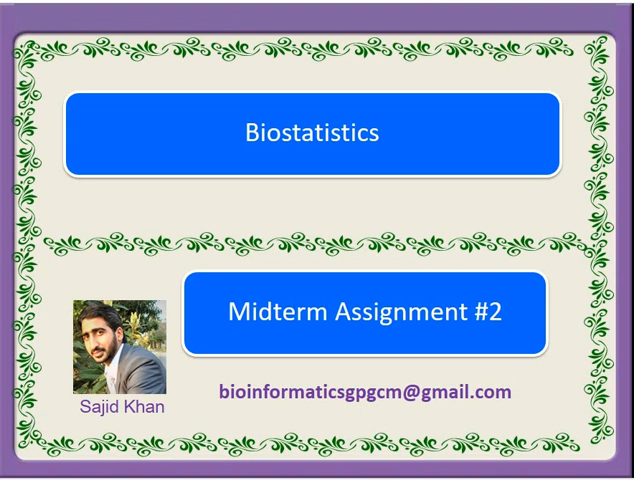 Biostatistics
Midterm Assignment #2
bioinformaticsgpgcm@gmail.com
Sajid Khan